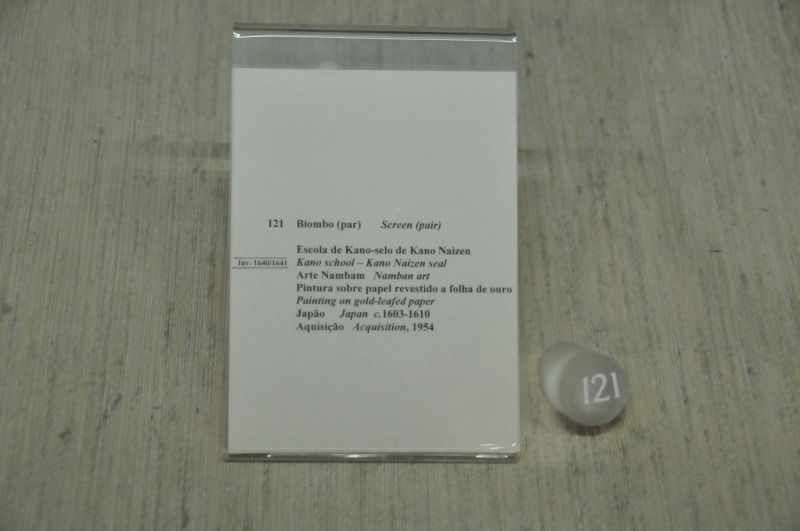 121 Biombo (par) Screen (pair)
Escola de Kano-selo de Kano Naizen
Inv. 1640/1641
Kano school – Kano Naizen seal
Arte Nambam Namban art
Pintura sobre papel revestido a folha de ouro
Painting on gold-leafed paper
Japão Japan c.1603-1610
Aquisição Acquisition, 1954
121